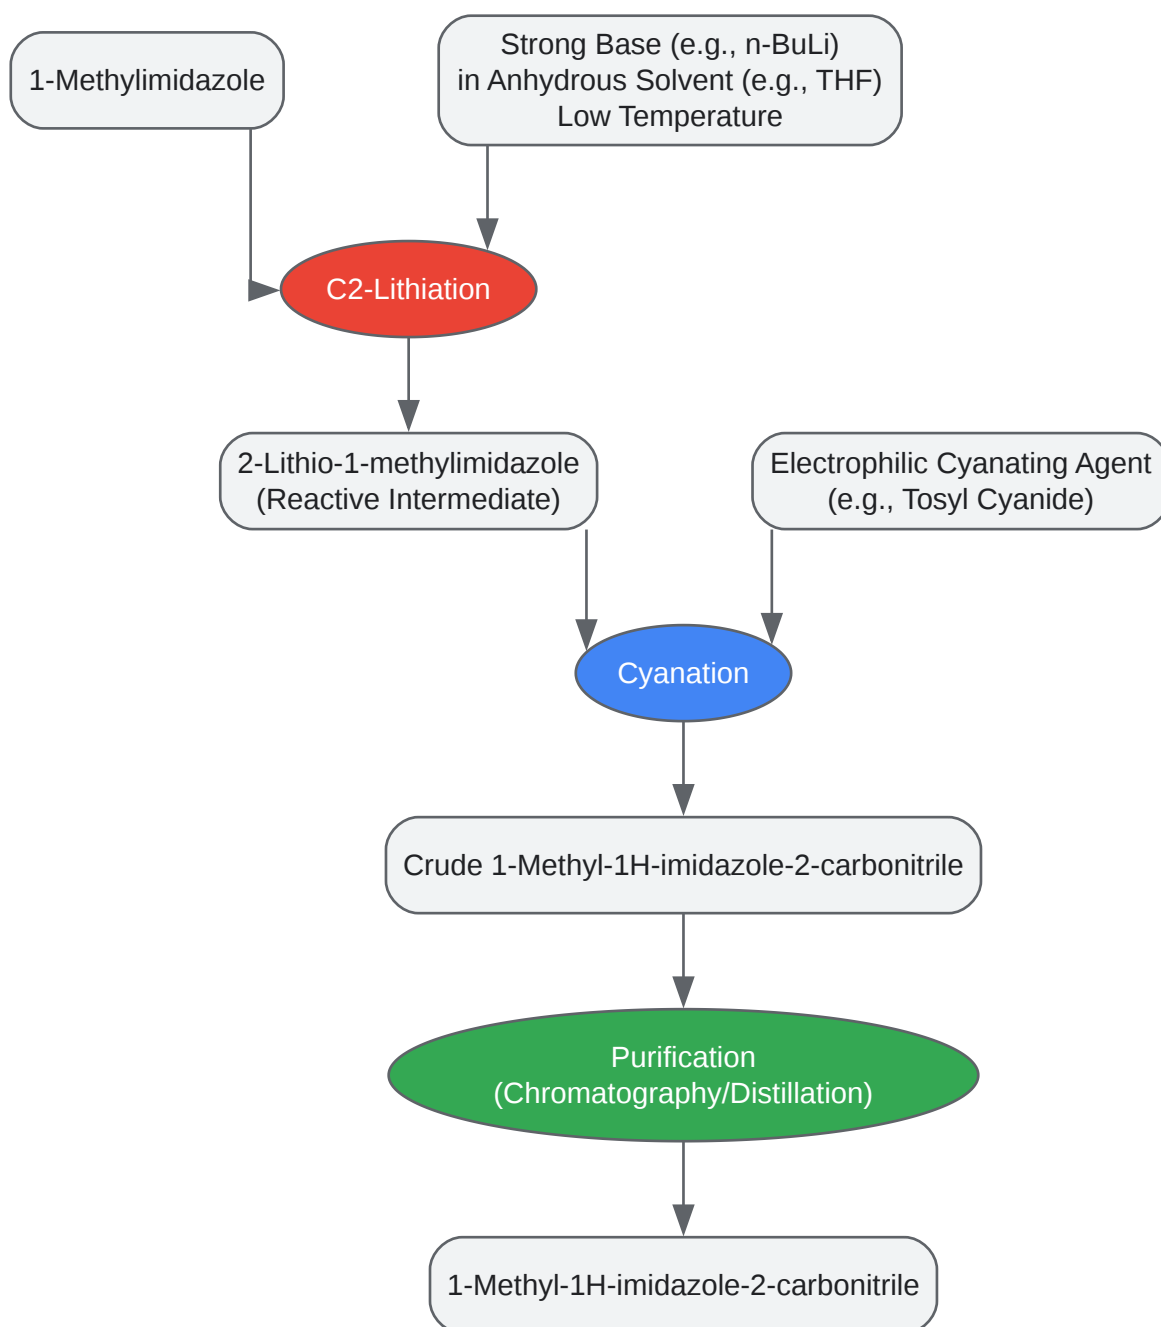 1-Methylimidazole
Strong Base (e.g., n-BuLi)
in Anhydrous Solvent (e.g., THF)
Low Temperature
C2-Lithiation
2-Lithio-1-methylimidazole
(Reactive Intermediate)
Electrophilic Cyanating Agent
(e.g., Tosyl Cyanide)
Cyanation
Crude 1-Methyl-1H-imidazole-2-carbonitrile
Purification
(Chromatography/Distillation)
1-Methyl-1H-imidazole-2-carbonitrile